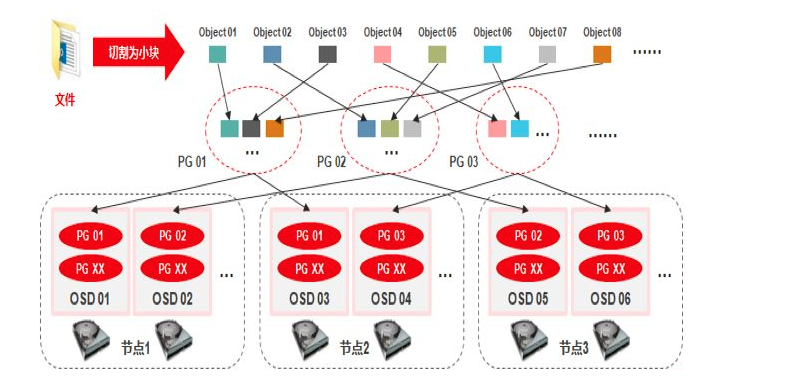 Object 01 Object 02 Object 03 Object 04 Object 05 Object 06 Object 07 Object 08 ......
切割为小块
文件
... ... ... ......
PG 01 PG 02 PG 03
PG 01 PG 02 PG 01 PG 03 PG 02 PG 03
PG XX PG XX ... PG XX PG XX ... PG XX PG XX ...
OSD 01 OSD 02 OSD 03 OSD 04 OSD 05 OSD 06
节点1 节点2 节点3